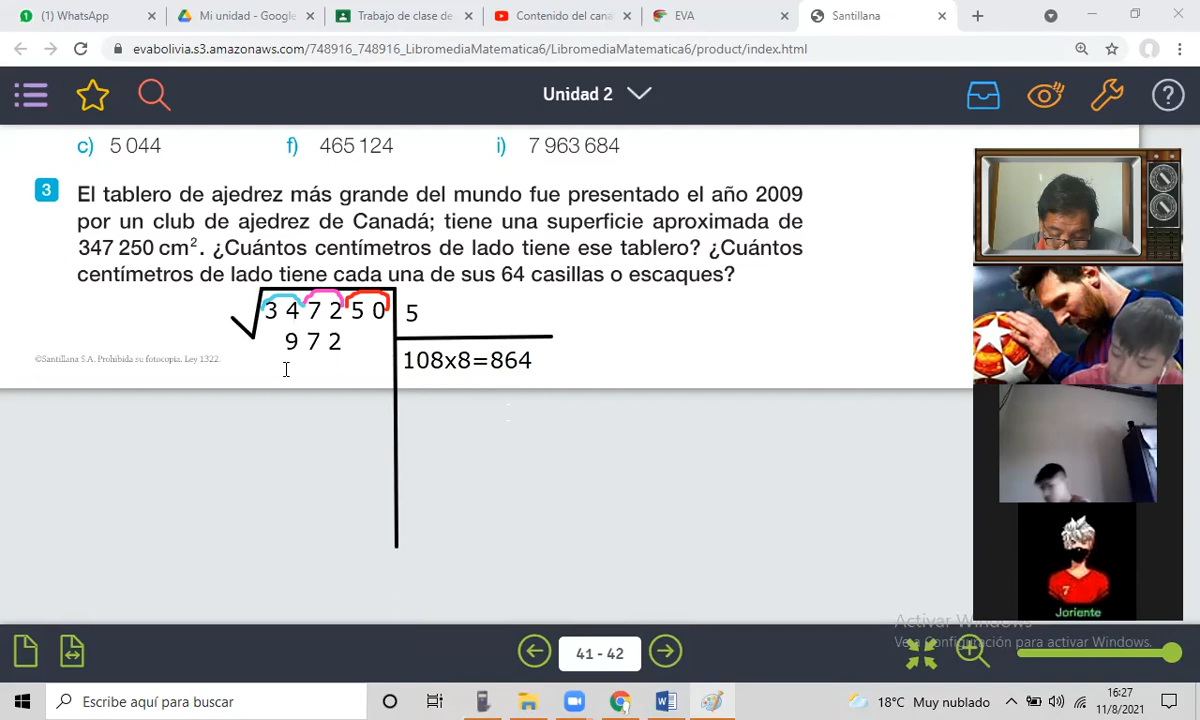 (1) WhatsApp
Mi unidad - Google
Trabajo de clase de
Contenido del cana
EVA
Santillana
evabolivia.s3.amazonaws.com/748916_748916_LibromediaMatematica6/LibromediaMatematica6/product/index.html
Unidad 2
c) 5 044 f) 465 124 i) 7 963 684
3 El tablero de ajedrez más grande del mundo fue presentado el año 2009
por un club de ajedrez de Canadá; tiene una superficie aproximada de
347 250 cm². ¿Cuántos centímetros de lado tiene ese tablero? ¿Cuántos
centímetros de lado tiene cada una de sus 64 casillas o escaques?
√ 3 4 7 2 5 0 5
9 7 2
108x8=864
©Santillana S.A. Prohibida su fotocopia. Ley 1322.
7
Joriente
Activar Windows
Ve a Configuración para activar Windows.
41 - 42
Escribe aquí para buscar
18°C Muy nublado
16:27
11/8/2021